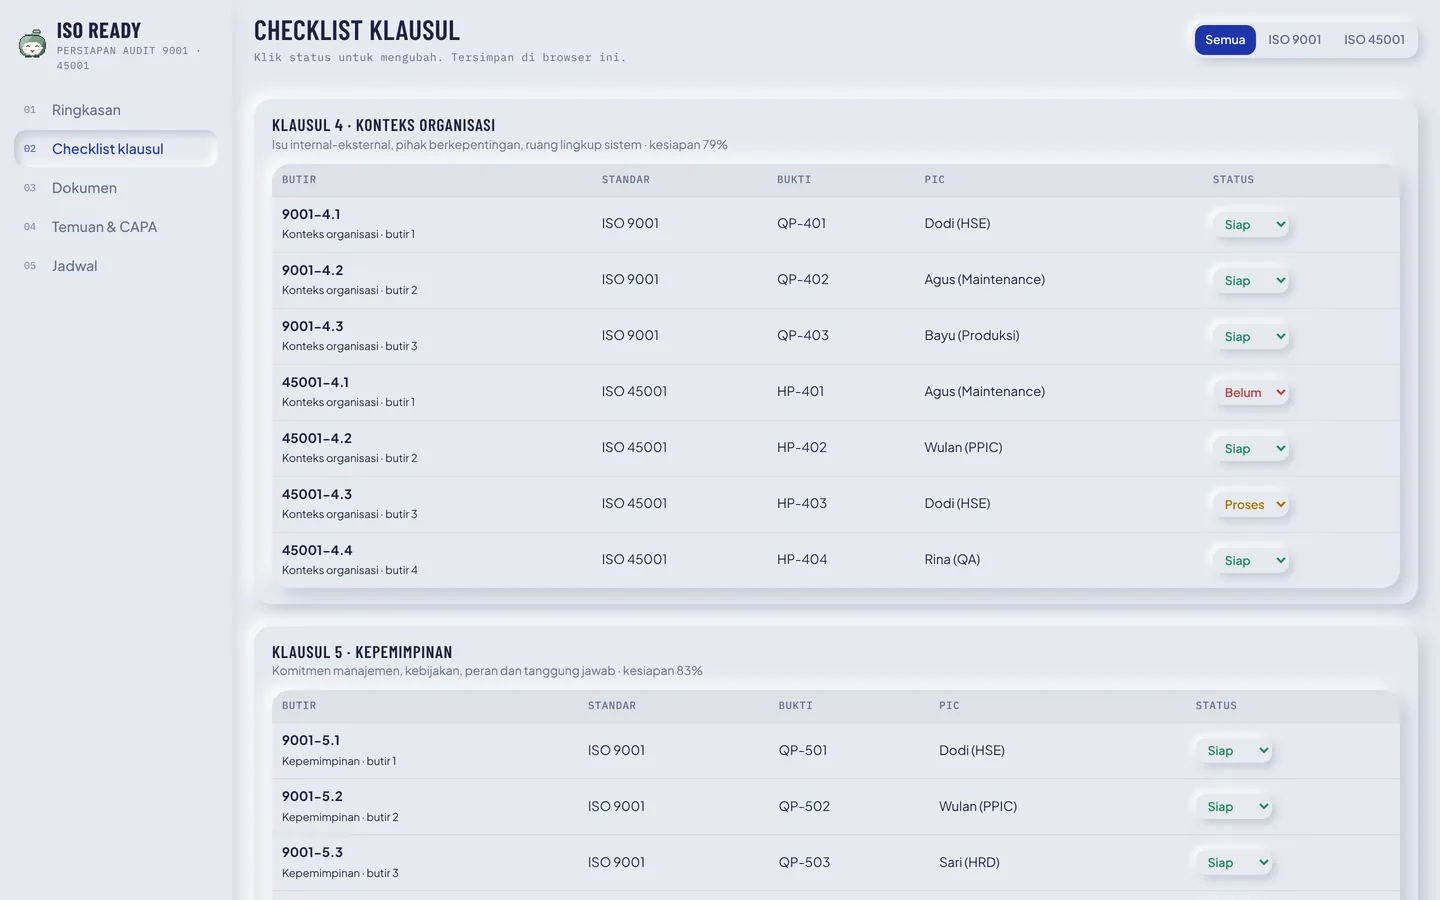 ISO READY
PERSIAPAN AUDIT 9001 ·
45001
01 Ringkasan
02 Checklist klausul
03 Dokumen
04 Temuan & CAPA
05 Jadwal
CHECKLIST KLAUSUL
Klik status untuk mengubah. Tersimpan di browser ini.
Semua ISO 9001 ISO 45001
KLAUSUL 4 · KONTEKS ORGANISASI
Isu internal-eksternal, pihak berkepentingan, ruang lingkup sistem · kesiapan 79%
BUTIR STANDAR BUKTI PIC STATUS
9001-4.1
Konteks organisasi · butir 1
ISO 9001 QP-401 Dodi (HSE) Siap
9001-4.2
Konteks organisasi · butir 2
ISO 9001 QP-402 Agus (Maintenance) Siap
9001-4.3
Konteks organisasi · butir 3
ISO 9001 QP-403 Bayu (Produksi) Siap
45001-4.1
Konteks organisasi · butir 1
ISO 45001 HP-401 Agus (Maintenance) Belum
45001-4.2
Konteks organisasi · butir 2
ISO 45001 HP-402 Wulan (PPIC) Siap
45001-4.3
Konteks organisasi · butir 3
ISO 45001 HP-403 Dodi (HSE) Proses
45001-4.4
Konteks organisasi · butir 4
ISO 45001 HP-404 Rina (QA) Siap
KLAUSUL 5 · KEPEMIMPINAN
Komitmen manajemen, kebijakan, peran dan tanggung jawab · kesiapan 83%
BUTIR STANDAR BUKTI PIC STATUS
9001-5.1
Kepemimpinan · butir 1
ISO 9001 QP-501 Dodi (HSE) Siap
9001-5.2
Kepemimpinan · butir 2
ISO 9001 QP-502 Wulan (PPIC) Siap
9001-5.3
Kepemimpinan · butir 3
ISO 9001 QP-503 Sari (HRD) Siap